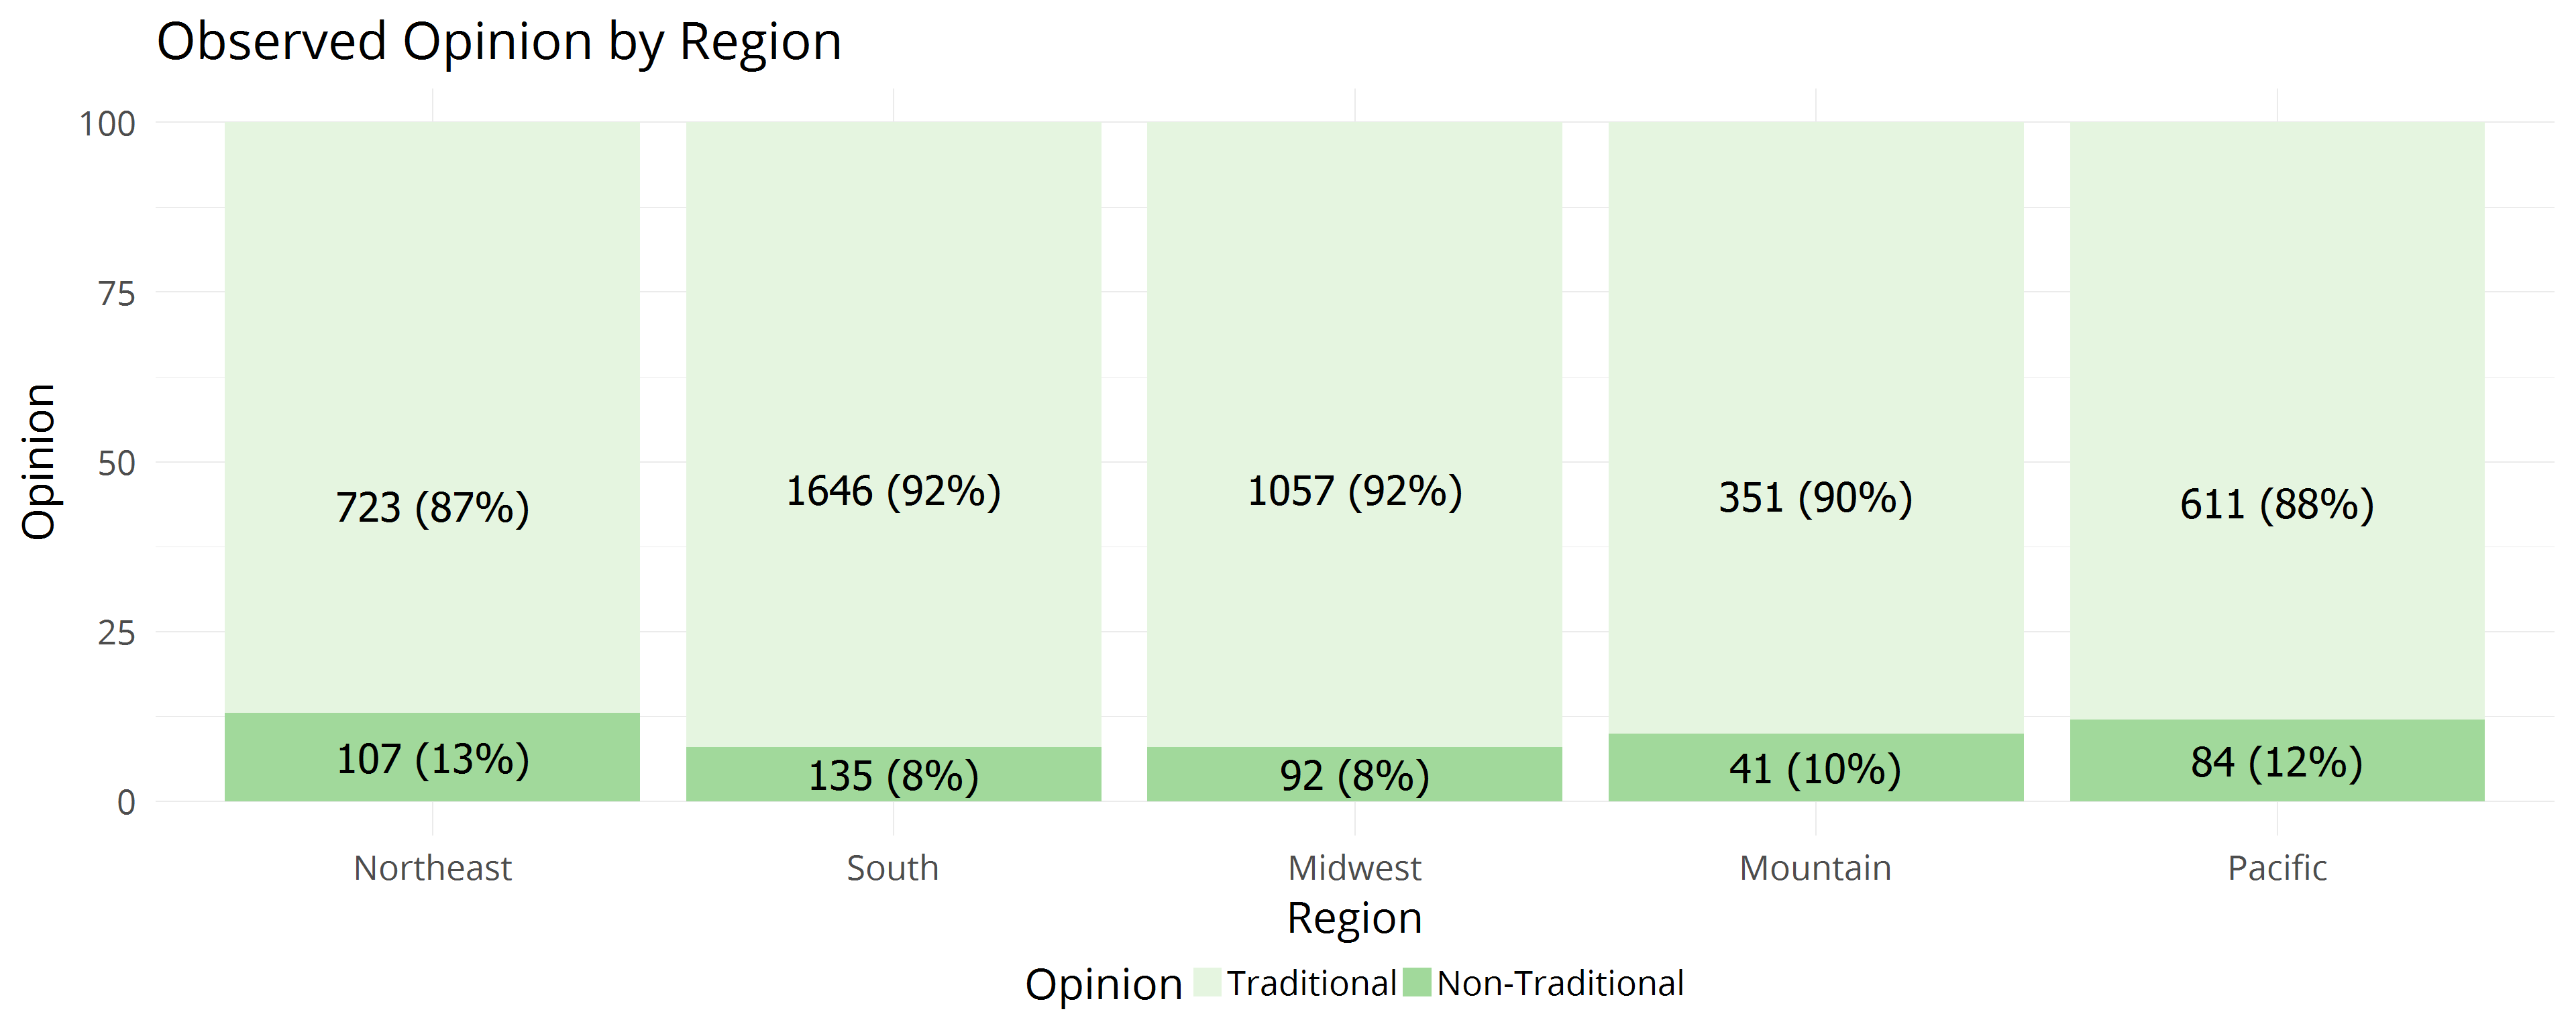 Observed Opinion by Region
100
75
50
25
0
Opinion
723 (87%)
1646 (92%)
1057 (92%)
351 (90%)
611 (88%)
107 (13%)
135 (8%)
92 (8%)
41 (10%)
84 (12%)
Northeast
South
Midwest
Mountain
Pacific
Region
Opinion Traditional Non-Traditional